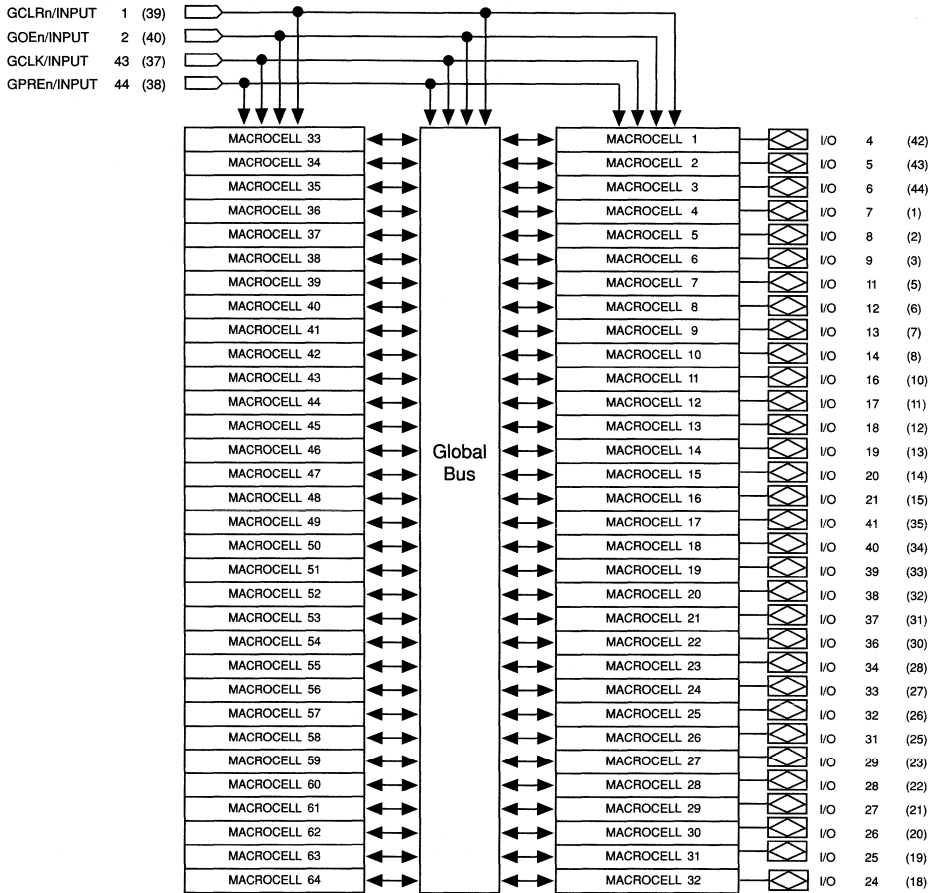 GCLRn/INPUT 1 (39)
GOEn/INPUT 2 (40)
GCLK/INPUT 43 (37)
GPREn/INPUT 44 (38)
MACROCELL 33 MACROCELL 1 I/O 4 (42)
MACROCELL 34 MACROCELL 2 I/O 5 (43)
MACROCELL 35 MACROCELL 3 I/O 6 (44)
MACROCELL 36 MACROCELL 4 I/O 7 (1)
MACROCELL 37 MACROCELL 5 I/O 8 (2)
MACROCELL 38 MACROCELL 6 I/O 9 (3)
MACROCELL 39 MACROCELL 7 I/O 11 (5)
MACROCELL 40 MACROCELL 8 I/O 12 (6)
MACROCELL 41 MACROCELL 9 I/O 13 (7)
MACROCELL 42 MACROCELL 10 I/O 14 (8)
MACROCELL 43 MACROCELL 11 I/O 16 (10)
MACROCELL 44 MACROCELL 12 I/O 17 (11)
MACROCELL 45 MACROCELL 13 I/O 18 (12)
MACROCELL 46 Global MACROCELL 14 I/O 19 (13)
MACROCELL 47 Bus MACROCELL 15 I/O 20 (14)
MACROCELL 48 MACROCELL 16 I/O 21 (15)
MACROCELL 49 MACROCELL 17 I/O 41 (35)
MACROCELL 50 MACROCELL 18 I/O 40 (34)
MACROCELL 51 MACROCELL 19 I/O 39 (33)
MACROCELL 52 MACROCELL 20 I/O 38 (32)
MACROCELL 53 MACROCELL 21 I/O 37 (31)
MACROCELL 54 MACROCELL 22 I/O 36 (30)
MACROCELL 55 MACROCELL 23 I/O 34 (28)
MACROCELL 56 MACROCELL 24 I/O 33 (27)
MACROCELL 57 MACROCELL 25 I/O 32 (26)
MACROCELL 58 MACROCELL 26 I/O 31 (25)
MACROCELL 59 MACROCELL 27 I/O 29 (23)
MACROCELL 60 MACROCELL 28 I/O 28 (22)
MACROCELL 61 MACROCELL 29 I/O 27 (21)
MACROCELL 62 MACROCELL 30 I/O 26 (20)
MACROCELL 63 MACROCELL 31 I/O 25 (19)
MACROCELL 64 MACROCELL 32 I/O 24 (18)